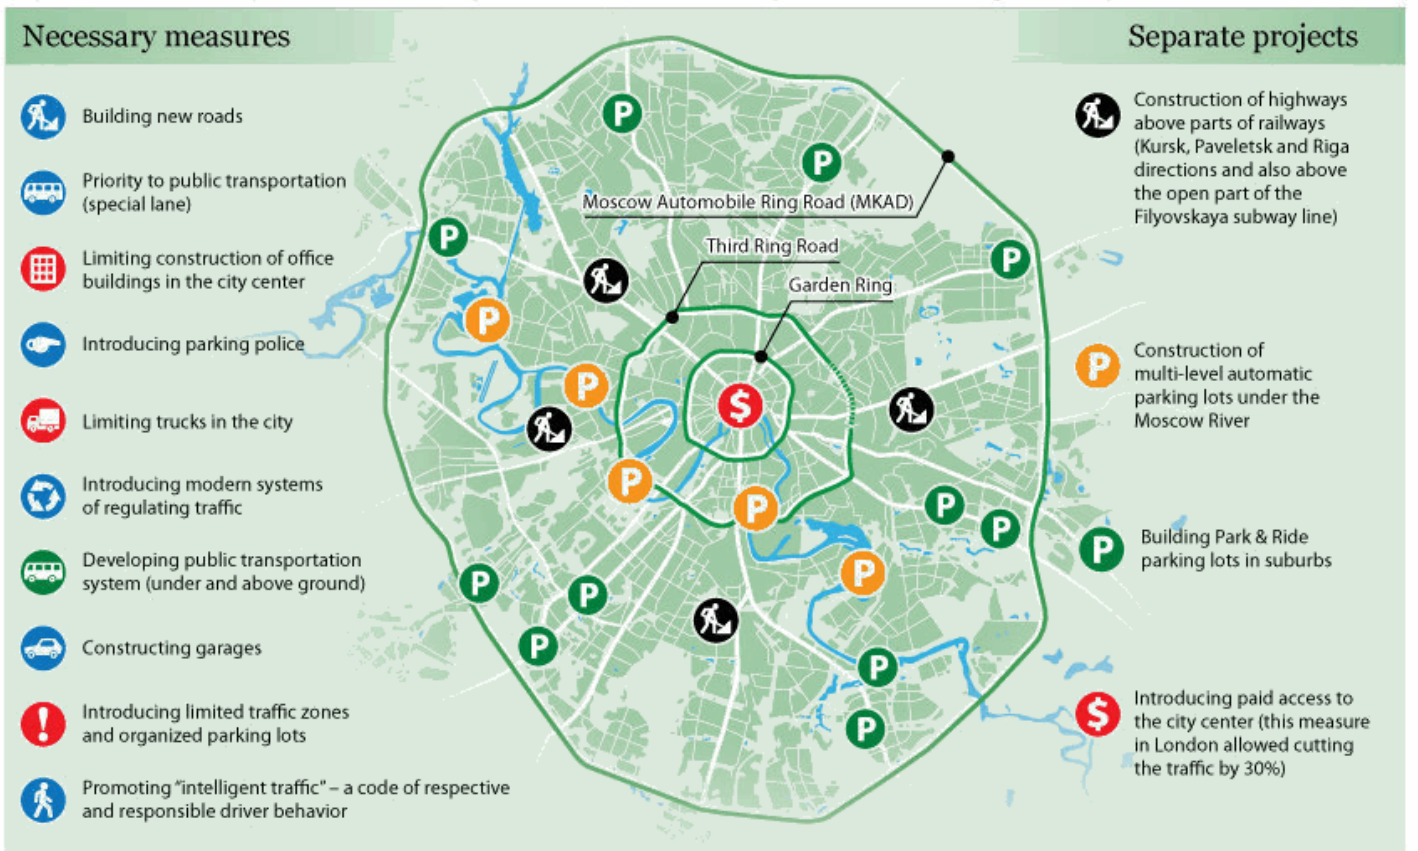 Necessary measures
Building new roads
Priority to public transportation
(special lane)
Limiting construction of office
buildings in the city center
Introducing parking police
Limiting trucks in the city
Introducing modern systems
of regulating traffic
Developing public transportation
system (under and above ground)
Constructing garages
Introducing limited traffic zones
and organized parking lots
Promoting “intelligent traffic” – a code of respective
and responsible driver behavior
P
P
Moscow Automobile Ring Road (MKAD)
P
Third Ring Road
P
Garden Ring
P
P
$
P
P
P
P
P
P
P
P
P
P
Separate projects
Construction of highways
above parts of railways
(Kursk, Paveletsk and Riga
directions and also above
the open part of the
Filyovskaya subway line)
P
Construction of
multi-level automatic
parking lots under the
Moscow River
P
Building Park & Ride
parking lots in suburbs
$
Introducing paid access to
the city center (this measure
in London allowed cutting
the traffic by 30%)